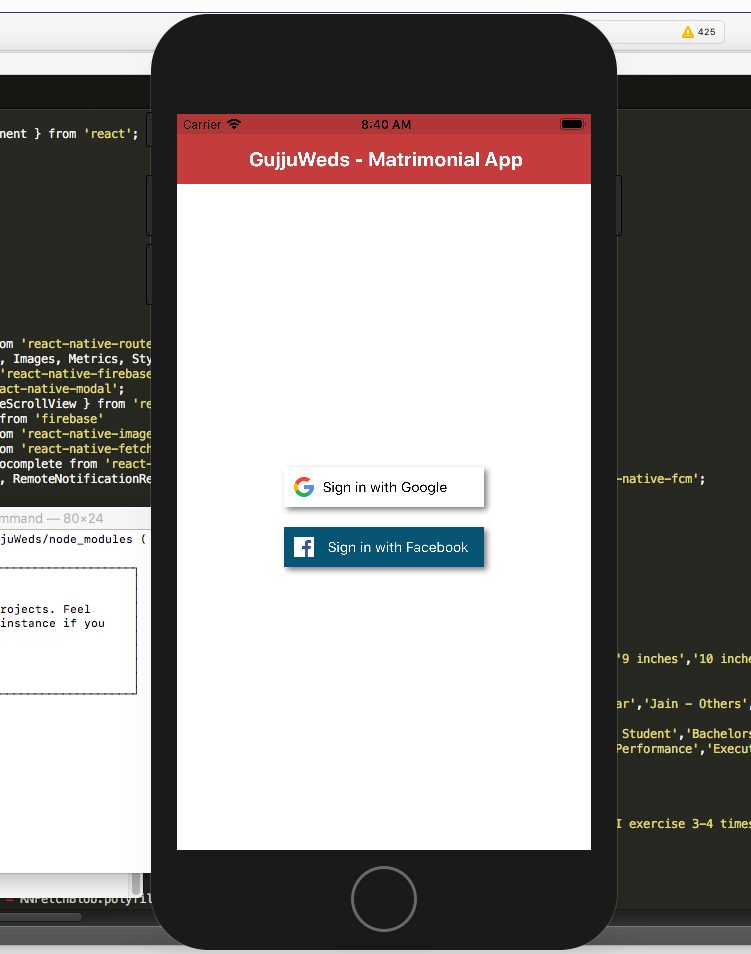 425
Carrier
8:40 AM
GujjuWeds - Matrimonial App
nent } from 'react';
om 'react-native-route
, Images, Metrics, Sty
'react-native-firebase
act-native-modal';
eScrollView } from 're
from 'firebase'
om 'react-native-image
om 'react-native-fetch
ocomplete from 'react-
, RemoteNotificationRe
-native-fcm';
Sign in with Google
Sign in with Facebook
mmand — 80×24
juWeds/node_modules (
rojects. Feel
instance if you
'9 inches','10 inche
ar','Jain - Others',
Student','Bachelors
Performance','Execut
I exercise 3-4 times
= RNFetchBlob.polyfil